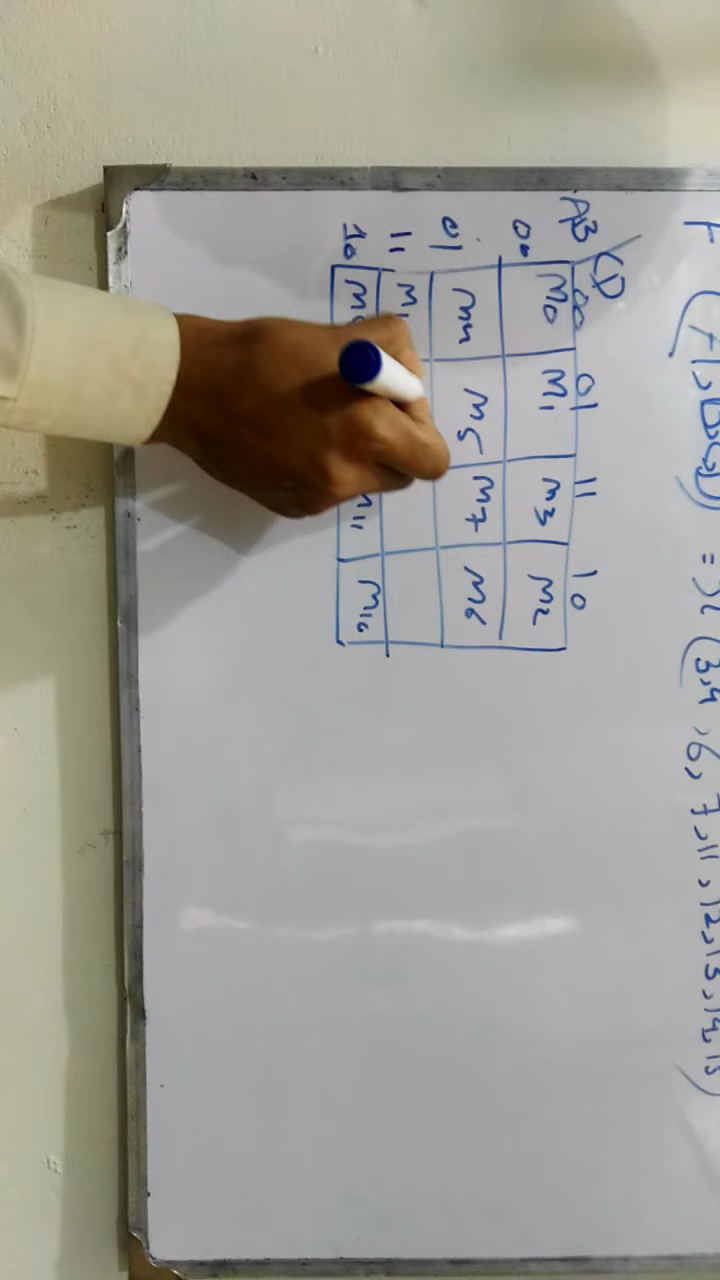 F (A,B,C,D) = Σ (3,4,6,7,11,12,13,14,15)
AB CD 00 01 11 10
00 M0 M1 m3 m2
01 m4 m5 m7 m6
11
10 m11 m10